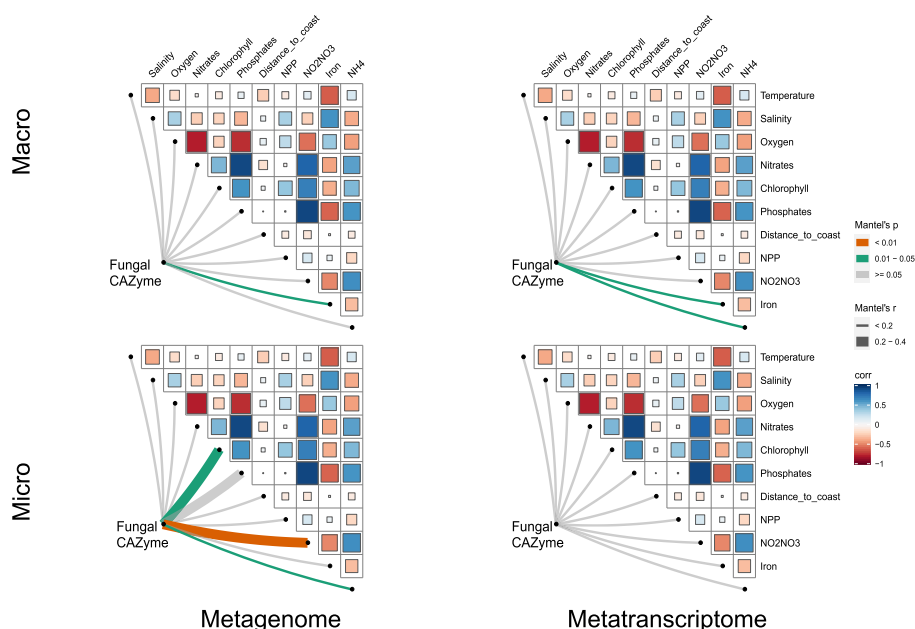 Salinity
Oxygen
Nitrates
Chlorophyll
Phosphates
Distance_to_coast
NPP
NO2NO3
Iron
NH4
Macro
Temperature
Salinity
Oxygen
Nitrates
Chlorophyll
Phosphates
Distance_to_coast
NPP
NO2NO3
Iron
Fungal
CAZyme
Salinity
Oxygen
Nitrates
Chlorophyll
Phosphates
Distance_to_coast
NPP
NO2NO3
Iron
NH4
Fungal
CAZyme
Mantel's p
< 0.01
0.01 − 0.05
>= 0.05
Mantel's r
< 0.2
0.2 − 0.4
corr
1
0.5
0
−0.5
−1
Micro
Temperature
Salinity
Oxygen
Nitrates
Chlorophyll
Phosphates
Distance_to_coast
NPP
NO2NO3
Iron
Fungal
CAZyme
Fungal
CAZyme
Metagenome
Metatranscriptome